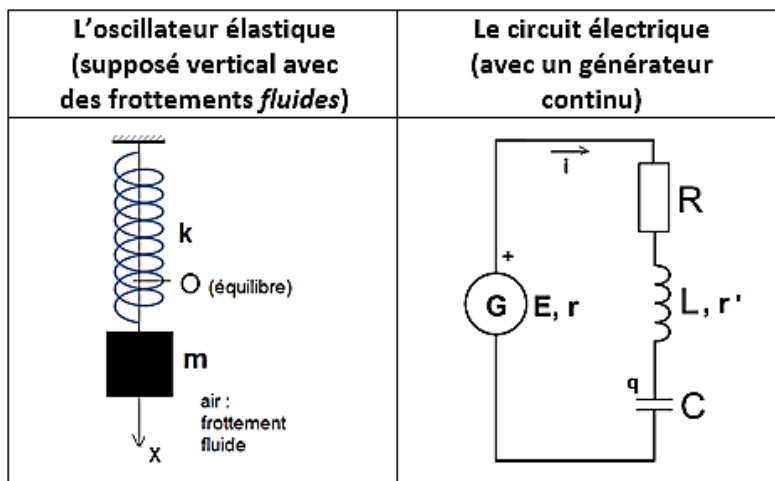 L'oscillateur élastique
(supposé vertical avec
des frottements fluides)
Le circuit électrique
(avec un générateur
continu)
k
O (équilibre)
m
air :
frottement
fluide
X
i
R
+
G E, r
L, r'
q
C